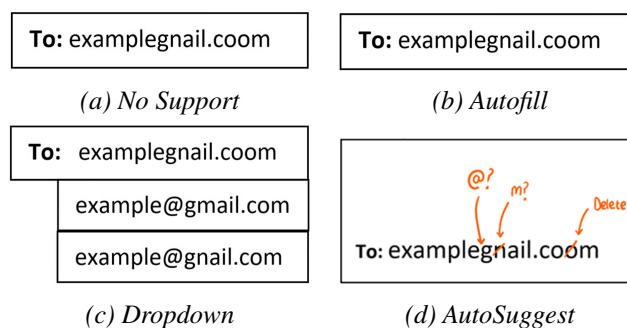 To: examplegnail.coom
(a) No Support
To: examplegnail.coom
(b) Autofill
To: examplegnail.coom
example@gmail.com
example@gnail.com
(c) Dropdown
@?
m?
Delete
To: examplegnail.coom
(d) AutoSuggest